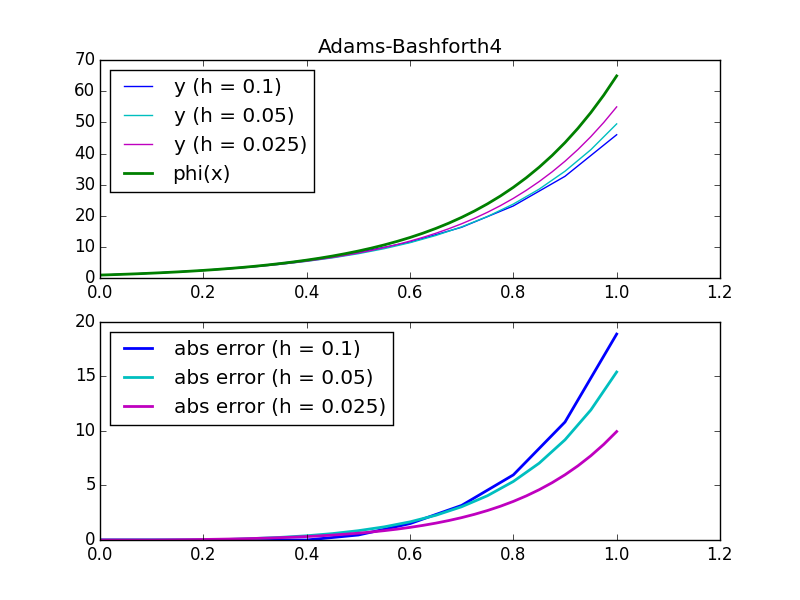 Adams-Bashforth4
70
60
50
40
30
20
10
0
y (h = 0.1)
y (h = 0.05)
y (h = 0.025)
phi(x)
0.0 0.2 0.4 0.6 0.8 1.0 1.2
20
15
10
5
0
abs error (h = 0.1)
abs error (h = 0.05)
abs error (h = 0.025)
0.0 0.2 0.4 0.6 0.8 1.0 1.2